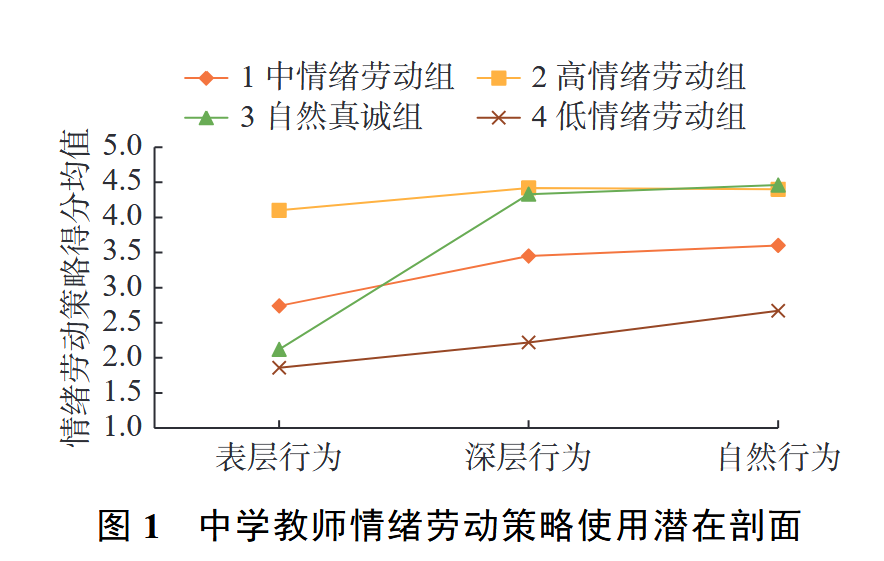 1 中情绪劳动组 2 高情绪劳动组
3 自然真诚组 4 低情绪劳动组
情绪劳动策略得分均值
5.0
4.5
4.0
3.5
3.0
2.5
2.0
1.5
1.0
表层行为 深层行为 自然行为
图 1 中学教师情绪劳动策略使用潜在剖面